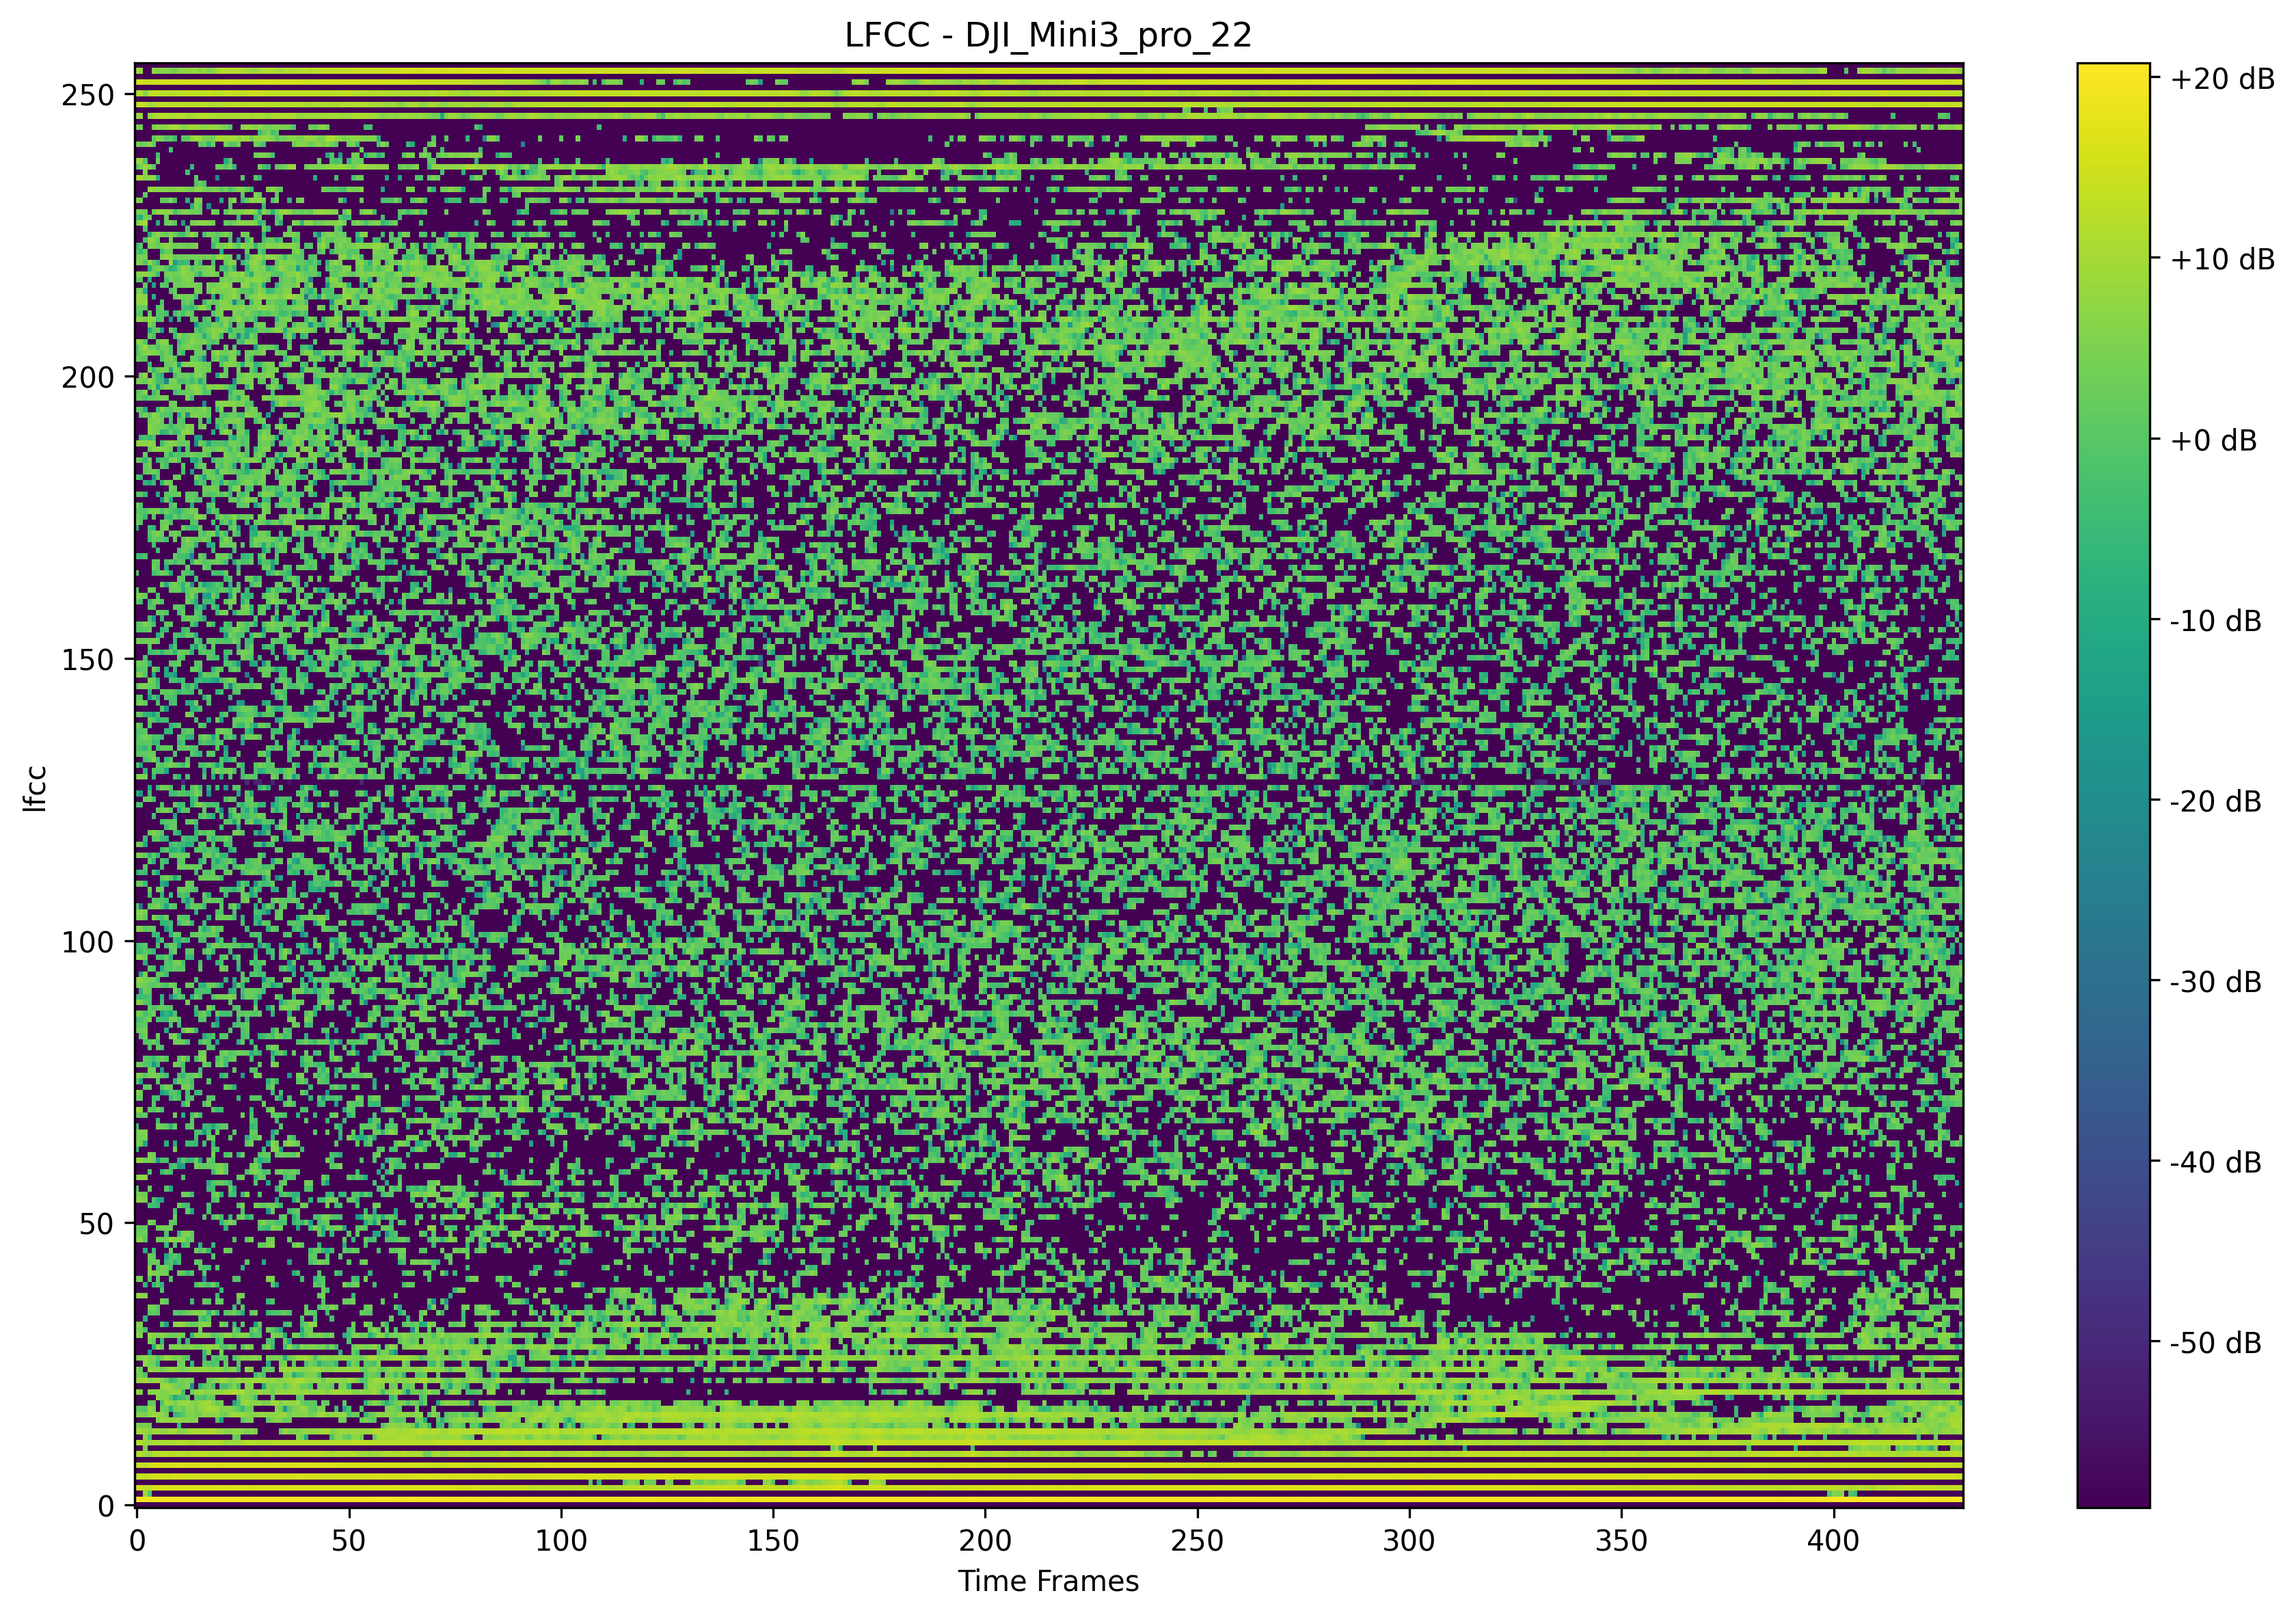 LFCC - DJI_Mini3_pro_22
250
200
150
100
50
0
lfcc
0 50 100 150 200 250 300 350 400
Time Frames
+20 dB
+10 dB
+0 dB
-10 dB
-20 dB
-30 dB
-40 dB
-50 dB